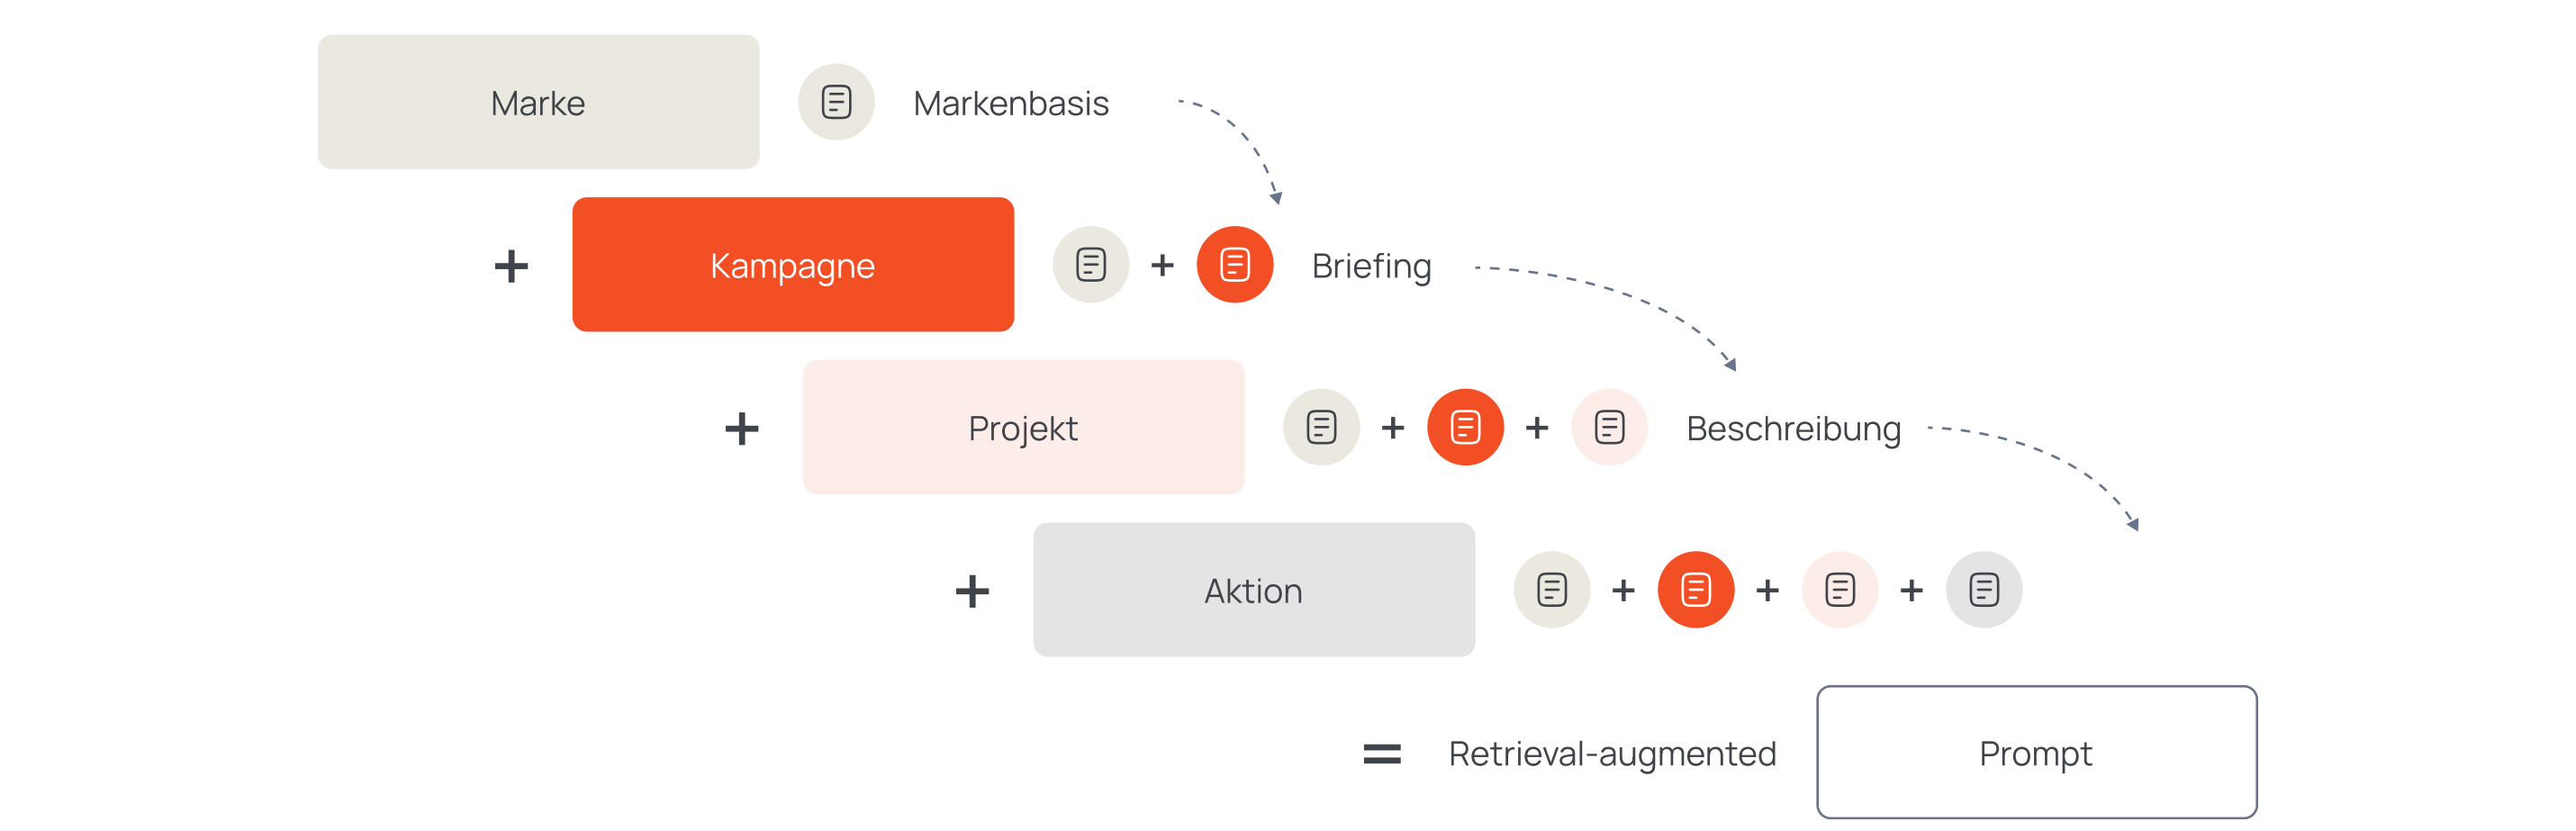 Marke
Markenbasis
+ Kampagne
+ Briefing
+ Projekt
+ + Beschreibung
+ Aktion
+ + +
= Retrieval-augmented Prompt